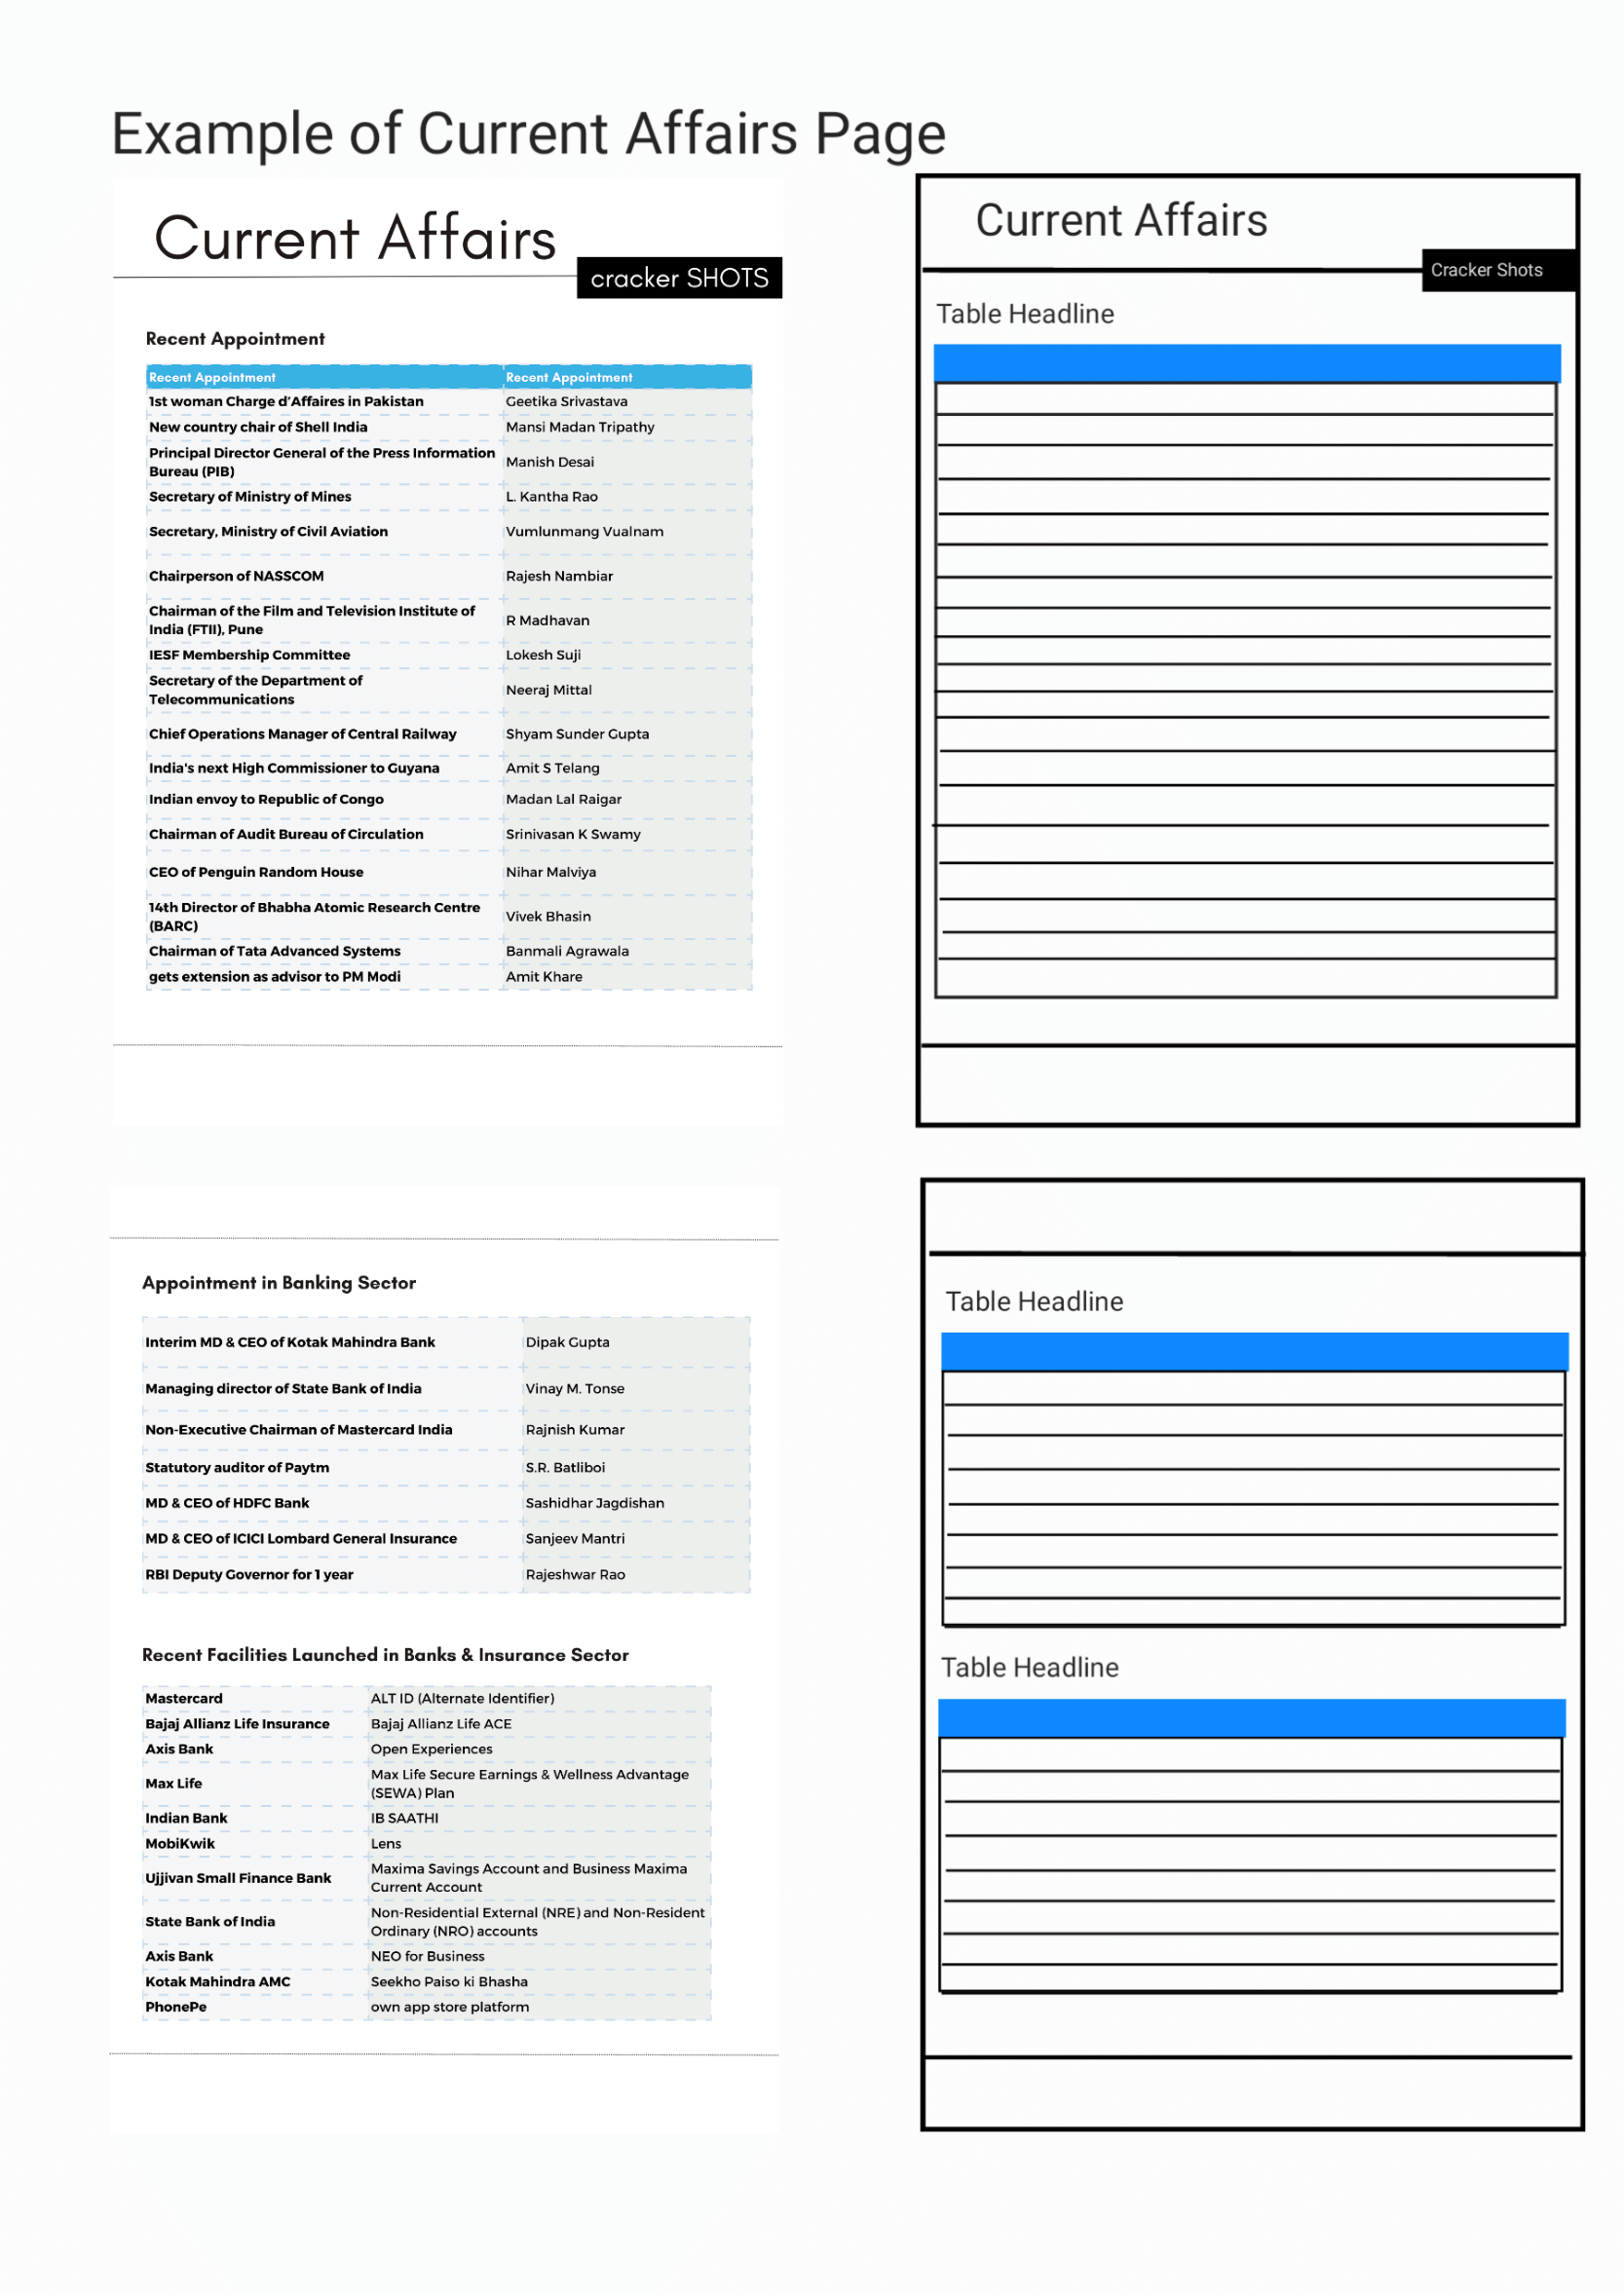 Example of Current Affairs Page
Current Affairs
cracker SHOTS
Recent Appointment
Recent Appointment Recent Appointment
1st woman Charge d’Affaires in Pakistan Geetika Srivastava
New country chair of Shell India Mansi Madan Tripathy
Principal Director General of the Press Information
Bureau (PIB) Manish Desai
Secretary of Ministry of Mines L. Kantha Rao
Secretary, Ministry of Civil Aviation Vumlunmang Vualnam
Chairperson of NASSCOM Rajesh Nambiar
Chairman of the Film and Television Institute of
India (FTII), Pune R Madhavan
IESF Membership Committee Lokesh Suji
Secretary of the Department of
Telecommunications Neeraj Mittal
Chief Operations Manager of Central Railway Shyam Sunder Gupta
India's next High Commissioner to Guyana Amit S Telang
Indian envoy to Republic of Congo Madan Lal Raigar
Chairman of Audit Bureau of Circulation Srinivasan K Swamy
CEO of Penguin Random House Nihar Malviya
14th Director of Bhabha Atomic Research Centre
(BARC) Vivek Bhasin
Chairman of Tata Advanced Systems Banmali Agrawala
gets extension as advisor to PM Modi Amit Khare
Current Affairs
Cracker Shots
Table Headline
Appointment in Banking Sector
Interim MD & CEO of Kotak Mahindra Bank Dipak Gupta
Managing director of State Bank of India Vinay M. Tonse
Non-Executive Chairman of Mastercard India Rajnish Kumar
Statutory auditor of Paytm S.R. Batliboi
MD & CEO of HDFC Bank Sashidhar Jagdishan
MD & CEO of ICICI Lombard General Insurance Sanjeev Mantri
RBI Deputy Governor for 1 year Rajeshwar Rao
Recent Facilities Launched in Banks & Insurance Sector
Mastercard ALT ID (Alternate Identifier)
Bajaj Allianz Life Insurance Bajaj Allianz Life ACE
Axis Bank Open Experiences
Max Life Max Life Secure Earnings & Wellness Advantage
(SEWA) Plan
Indian Bank IB SAATHI
MobiKwik Lens
Ujjivan Small Finance Bank Maxima Savings Account and Business Maxima
Current Account
State Bank of India Non-Residential External (NRE) and Non-Resident
Ordinary (NRO) accounts
Axis Bank NEO for Business
Kotak Mahindra AMC Seekho Paiso ki Bhasha
PhonePe own app store platform
Table Headline
Table Headline